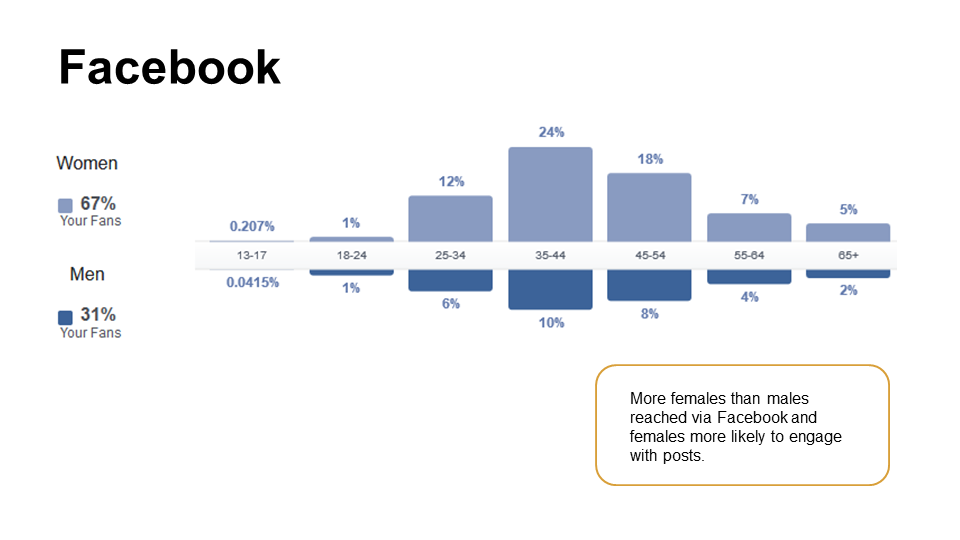 Facebook
Women
67%
Your Fans
Men
31%
Your Fans
24%
18%
12%
7%
5%
0.207%
1%
13-17
18-24
25-34
35-44
45-54
55-64
65+
0.0415%
1%
6%
10%
8%
4%
2%
More females than males
reached via Facebook and
females more likely to engage
with posts.